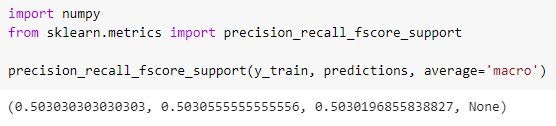 import numpy
from sklearn.metrics import precision_recall_fscore_support
precision_recall_fscore_support(y_train, predictions, average='macro')
(0.503030303030303, 0.5030555555555556, 0.5030196855838827, None)